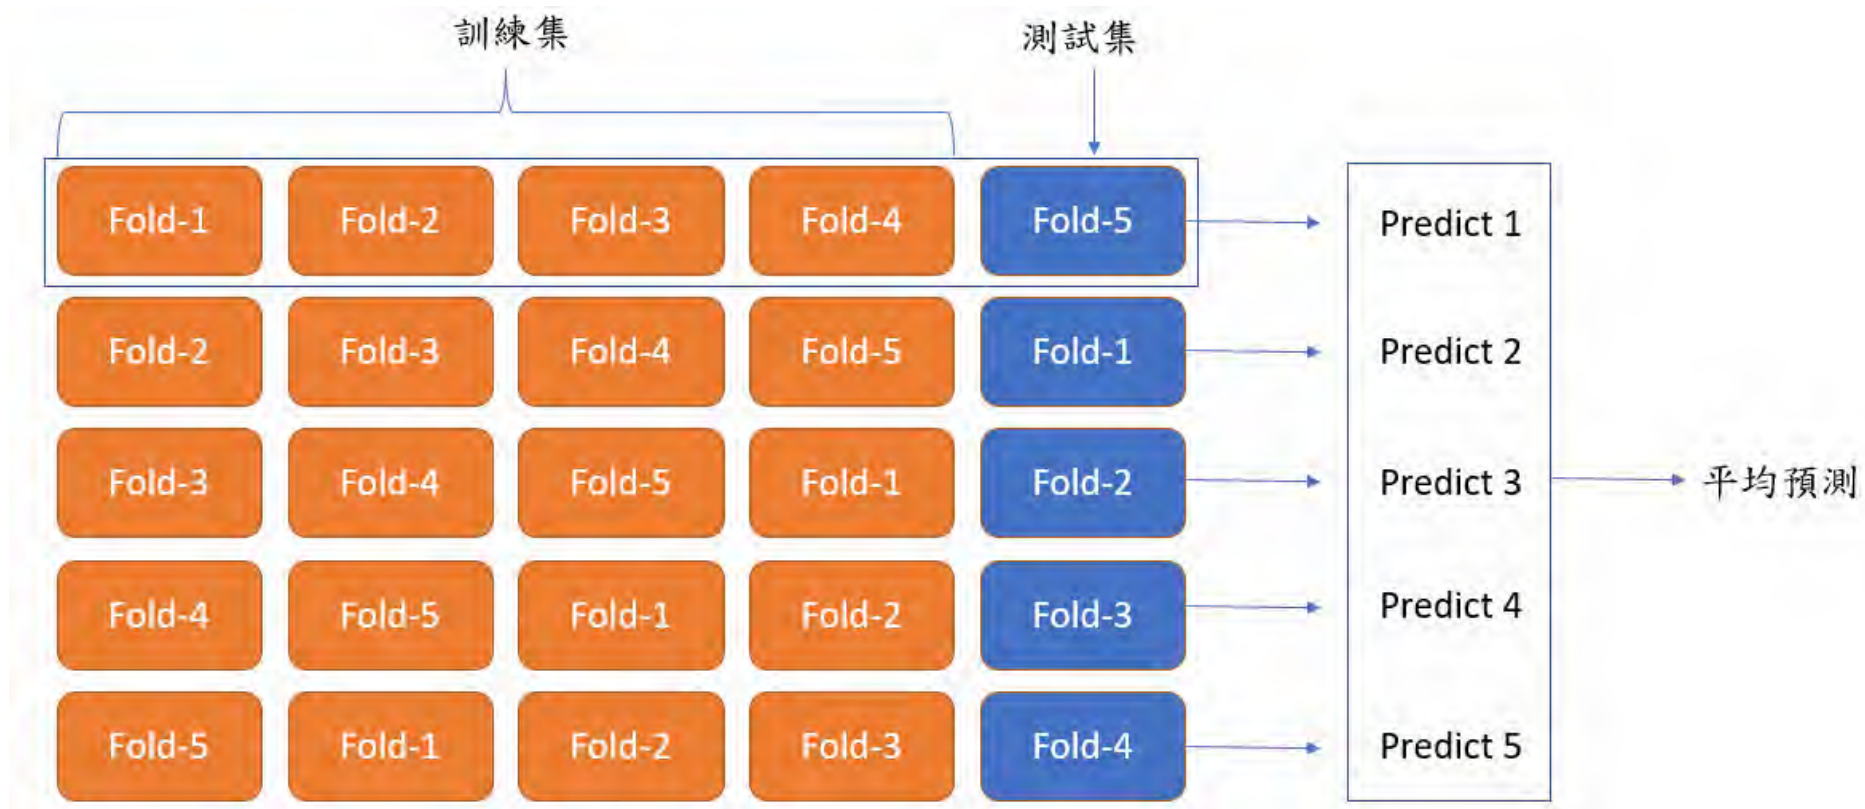 訓練集 測試集
Fold-1 Fold-2 Fold-3 Fold-4 Fold-5 Predict 1
Fold-2 Fold-3 Fold-4 Fold-5 Fold-1 Predict 2
Fold-3 Fold-4 Fold-5 Fold-1 Fold-2 Predict 3 平均預測
Fold-4 Fold-5 Fold-1 Fold-2 Fold-3 Predict 4
Fold-5 Fold-1 Fold-2 Fold-3 Fold-4 Predict 5